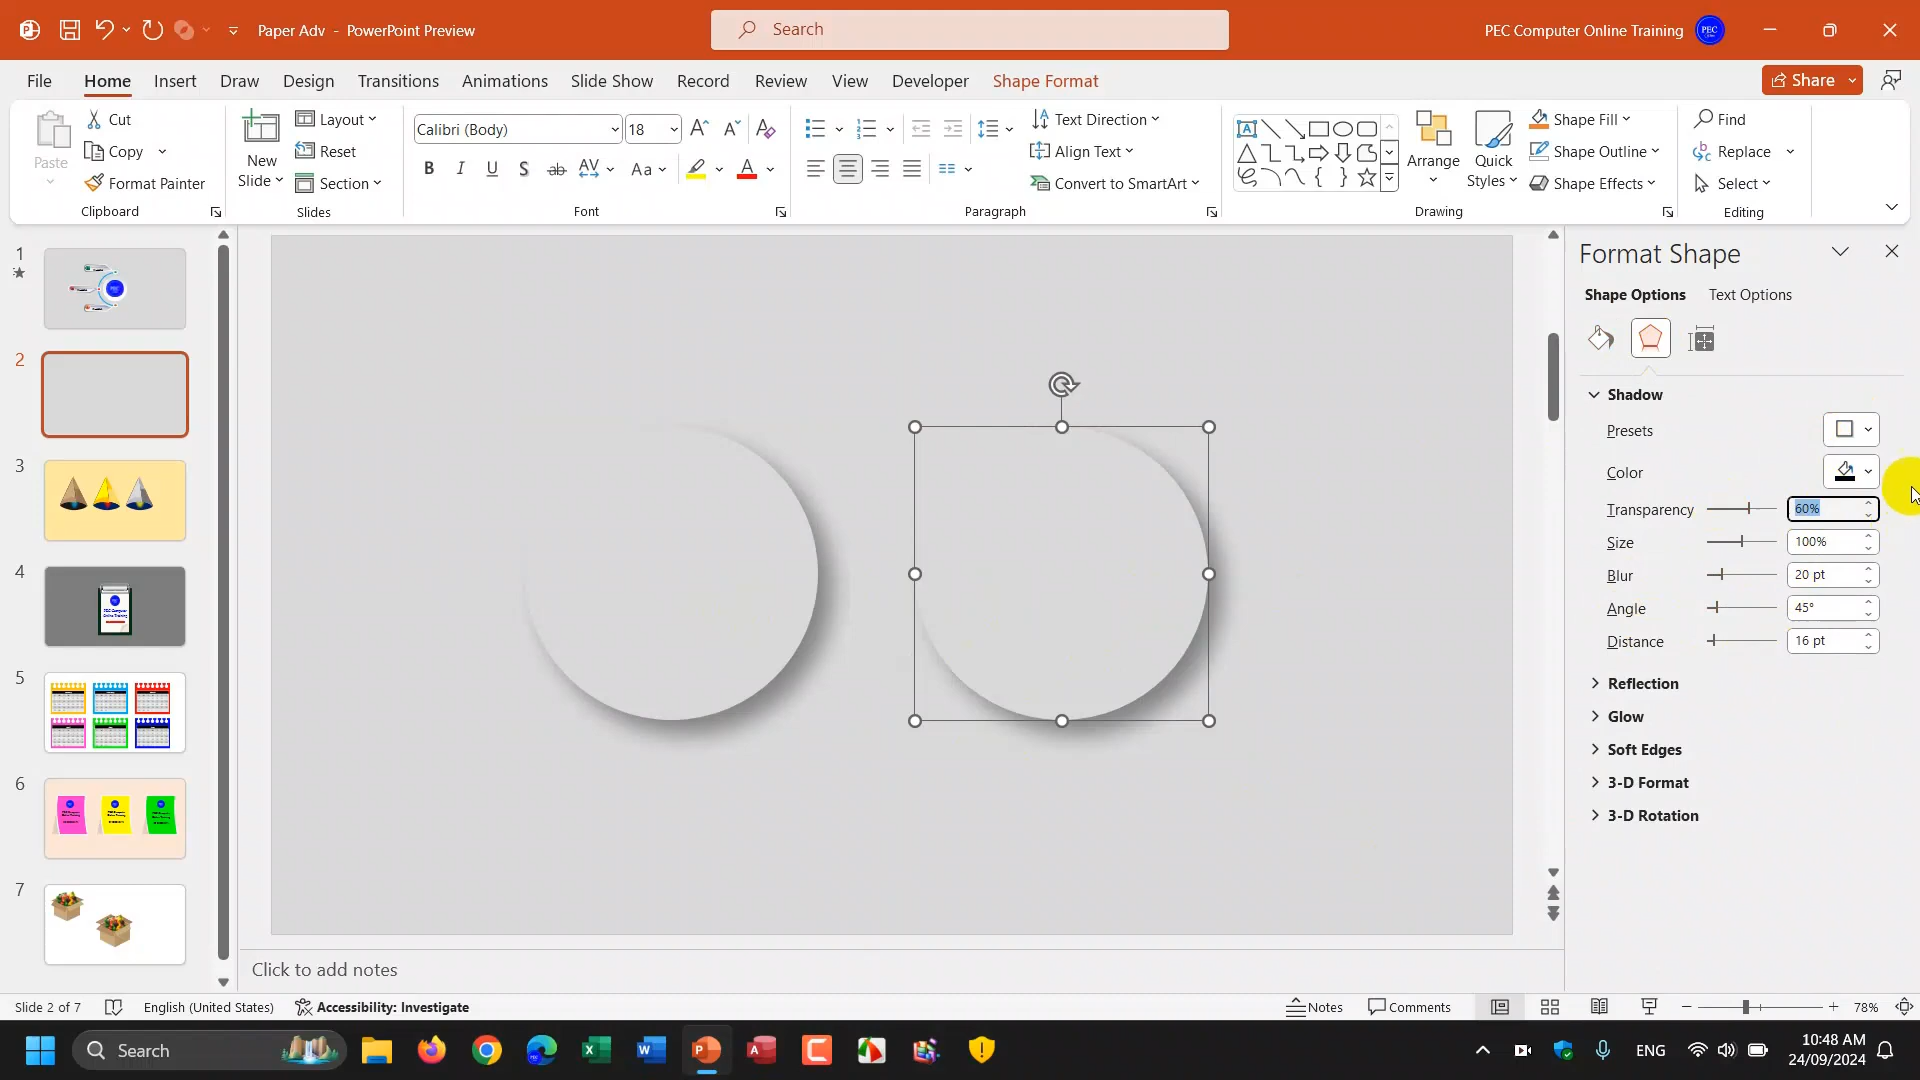 Paper Adv - PowerPoint Preview
Search
PEC Computer Online Training
File Home Insert Draw Design Transitions Animations Slide Show Record Review View Developer Shape Format
Share
Paste
Cut
Copy
Format Painter
Clipboard
New Slide
Layout
Reset
Section
Slides
Calibri (Body) 18
B I U S ab AV Aa A
Font
Paragraph
Text Direction
Align Text
Convert to SmartArt
Arrange
Quick Styles
Shape Fill
Shape Outline
Shape Effects
Drawing
Find
Replace
Select
Editing
1
2
3
4
5
6
7
Format Shape
Shape Options Text Options
Shadow
Presets
Color
Transparency 60%
Size 100%
Blur 20 pt
Angle 45°
Distance 16 pt
Reflection
Glow
Soft Edges
3-D Format
3-D Rotation
Click to add notes
Slide 2 of 7 English (United States) Accessibility: Investigate Notes Comments 78%
Search
ENG
10:48 AM
24/09/2024